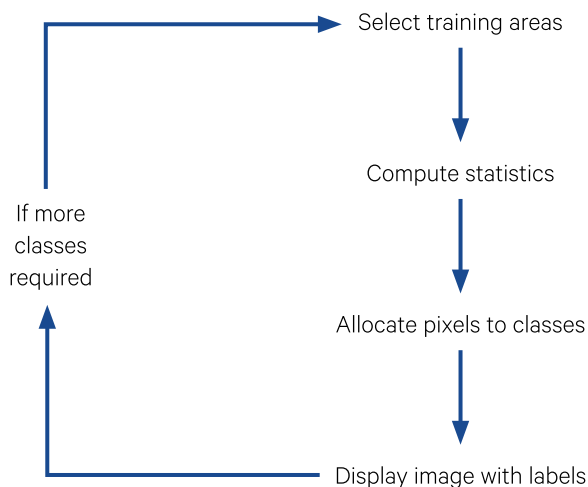 Select training areas
Compute statistics
Allocate pixels to classes
Display image with labels
If more
classes
required